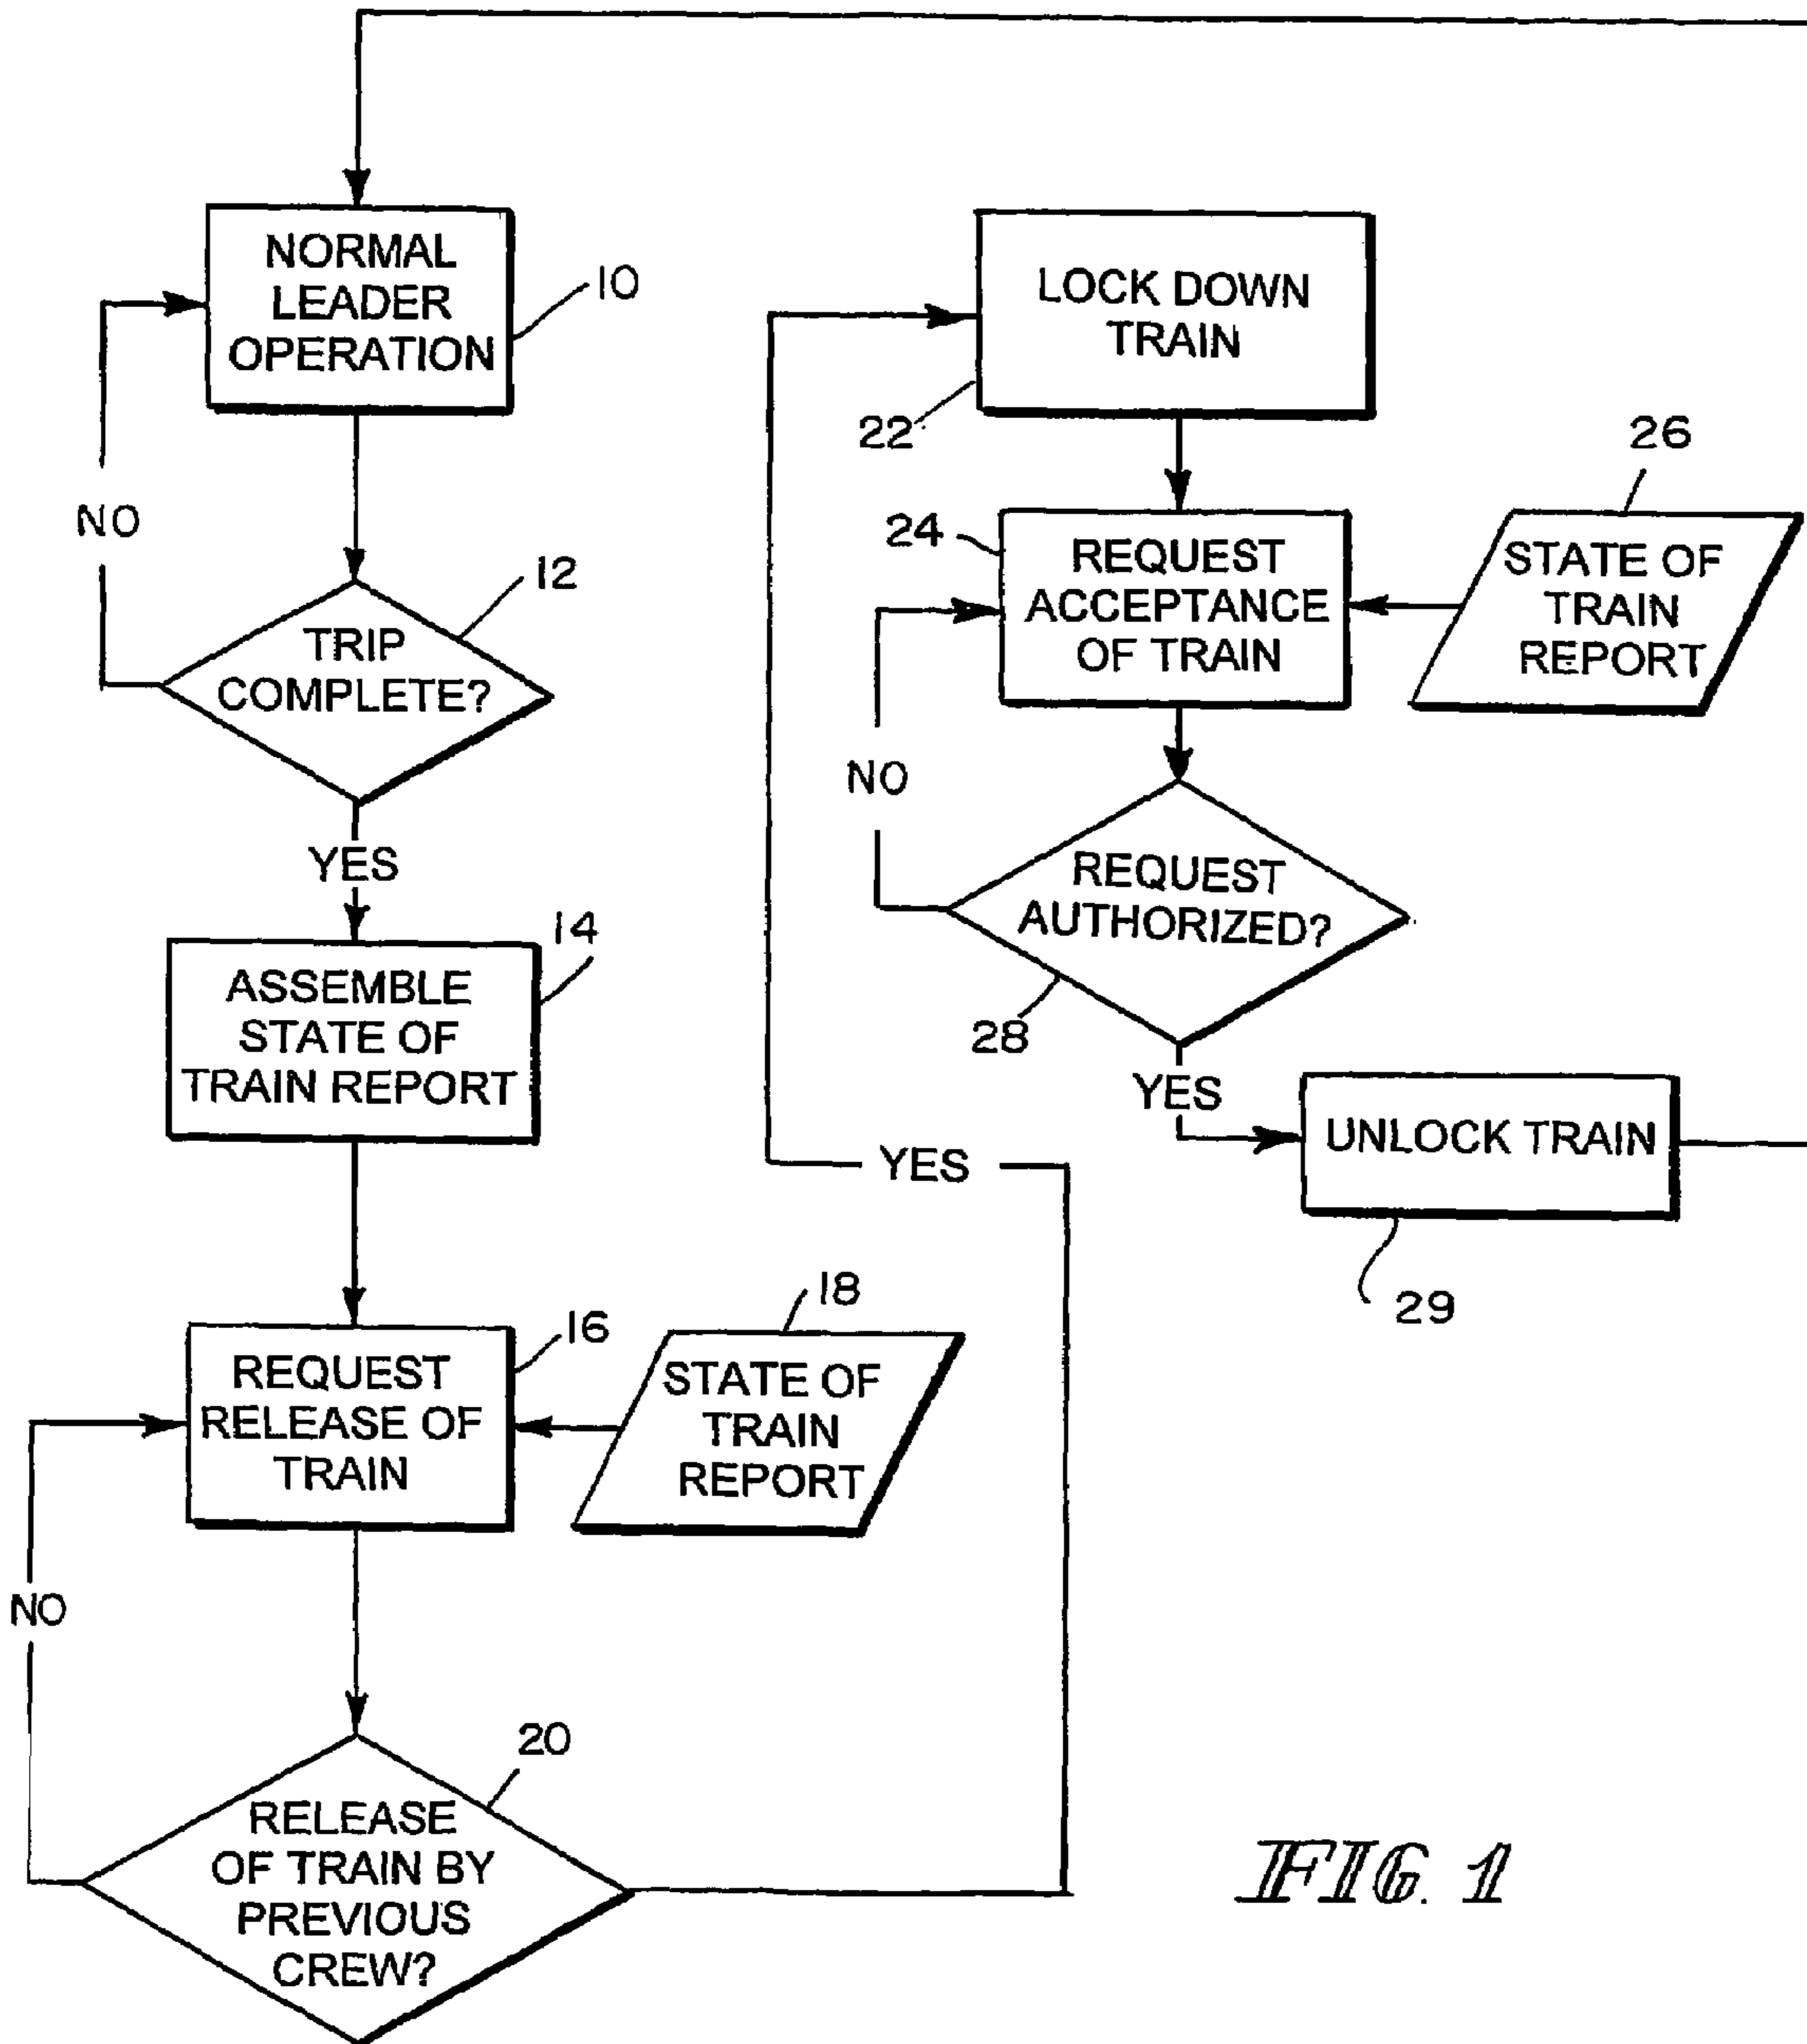 NORMAL
LEADER
OPERATION
10
NO
TRIP
COMPLETE?
12
YES
ASSEMBLE
STATE OF
TRAIN REPORT
14
REQUEST
RELEASE OF
TRAIN
16
STATE OF
TRAIN
REPORT
18
NO
RELEASE
OF TRAIN BY
PREVIOUS
CREW?
20
YES
LOCK DOWN
TRAIN
22
REQUEST
ACCEPTANCE
OF TRAIN
24
STATE OF
TRAIN
REPORT
26
NO
REQUEST
AUTHORIZED?
28
YES
UNLOCK TRAIN
29
FIG. 1